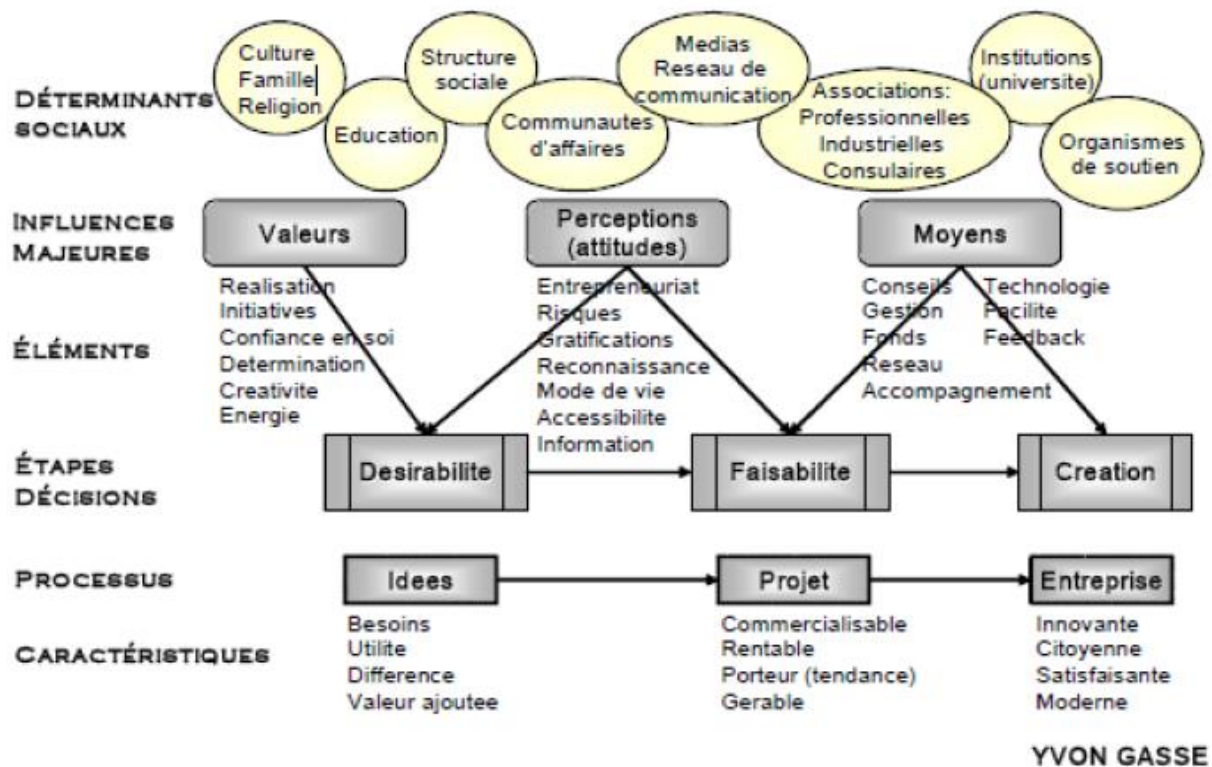 DÉTERMINANTS
SOCIAUX
Culture
Famille
Religion
Education
Structure
sociale
Communautes
d'affaires
Medias
Reseau de
communication
Associations:
Professionnelles
Industrielles
Consulaires
Institutions
(universite)
Organismes
de soutien
INFLUENCES
MAJEURES
Valeurs
Perceptions
(attitudes)
Moyens
ÉLÉMENTS
Realisation
Initiatives
Confiance en soi
Determination
Creativite
Energie
Entrepreneuriat
Risques
Gratifications
Reconnaissance
Mode de vie
Accessibilite
Information
Conseils
Gestion
Fonds
Reseau
Accompagnement
Technologie
Facilite
Feedback
ÉTAPES
DÉCISIONS
Desirabilite
Faisabilite
Creation
PROCESSUS
Idees
Projet
Entreprise
CARACTÉRISTIQUES
Besoins
Utilite
Difference
Valeur ajoutee
Commercialisable
Rentable
Porteur (tendance)
Gerable
Innovante
Citoyenne
Satisfaisante
Moderne
YVON GASSE